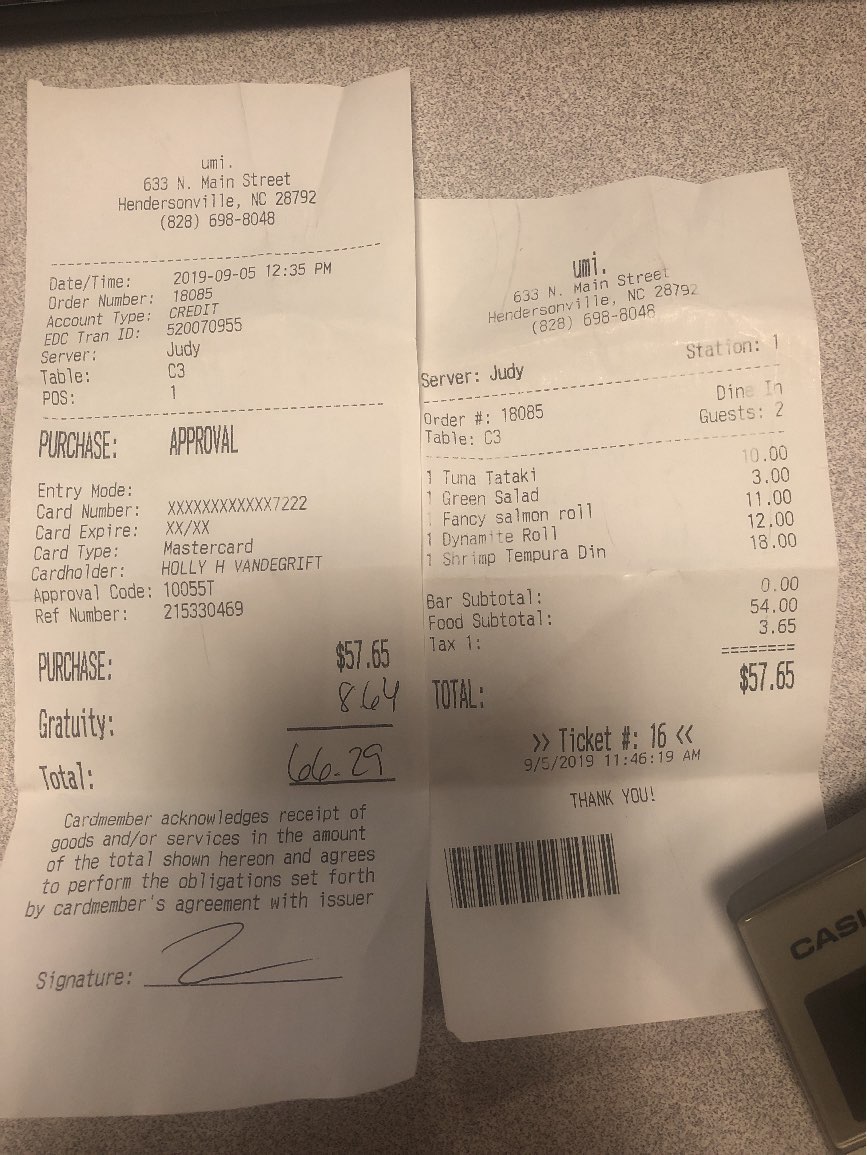 umi.
633 N. Main Street
Hendersonville, NC 28792
(828) 698-8048
Date/Time: 2019-09-05 12:35 PM
Order Number: 18085
Account Type: CREDIT
EDC Tran ID: 520070955
Server: Judy
Table: C3
POS: 1
PURCHASE: APPROVAL
Entry Mode:
Card Number: XXXXXXXXXXXX7222
Card Expire: XX/XX
Card Type: Mastercard
Cardholder: HOLLY H VANDEGRIFT
Approval Code: 10055T
Ref Number: 215330469
PURCHASE: $57.65
Gratuity: 8.64
Total: 66.29
Cardmember acknowledges receipt of
goods and/or services in the amount
of the total shown hereon and agrees
to perform the obligations set forth
by cardmember's agreement with issuer
Signature:
umi.
633 N. Main Street
Hendersonville, NC 28792
(828) 698-8048
Server: Judy Station: 1
Order #: 18085 Dine In
Table: C3 Guests: 2
1 Tuna Tataki 10.00
1 Green Salad 3.00
1 Fancy salmon roll 11.00
1 Dynamite Roll 12.00
1 Shrimp Tempura Din 18.00
Bar Subtotal: 0.00
Food Subtotal: 54.00
Tax 1: 3.65
========
TOTAL: $57.65
>> Ticket #: 16 <<
9/5/2019 11:46:19 AM
THANK YOU!